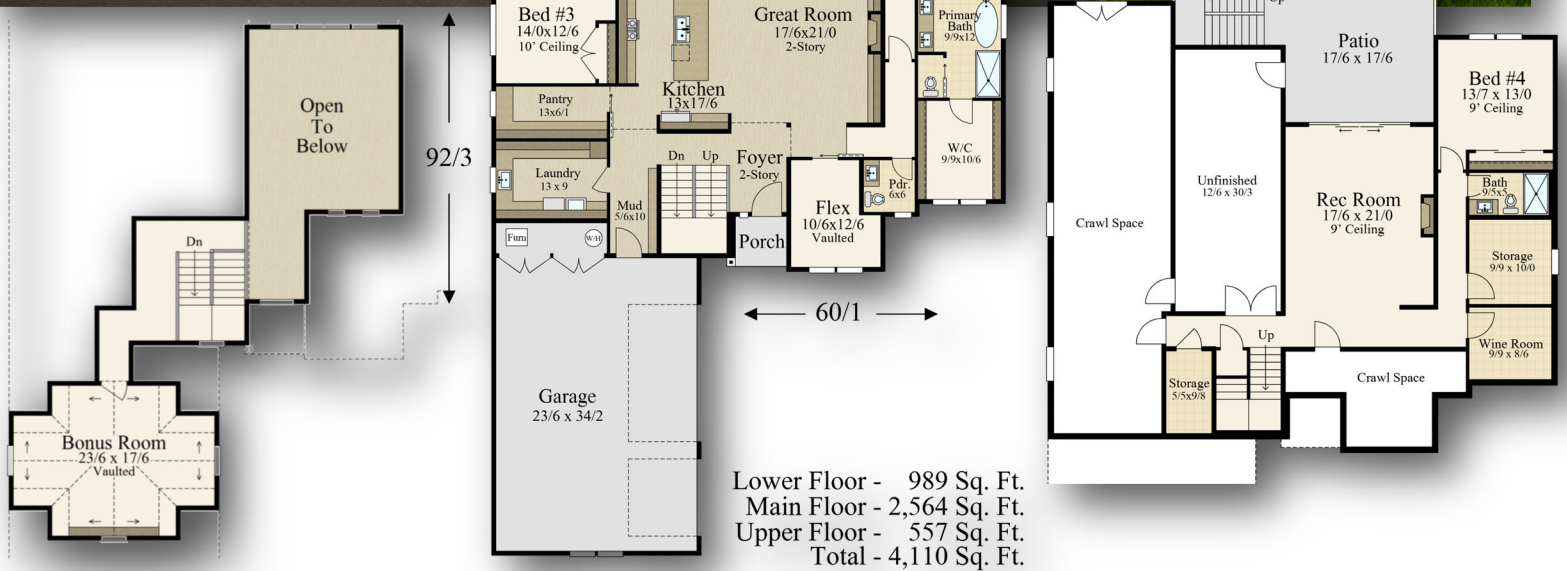 Open
To
Below
92/3
Dn
Bonus Room
23/6 x 17/6
Vaulted
Bed #3
14/0x12/6
10' Ceiling
Great Room
17/6x21/0
2-Story
Primary
Bath
9/9x12
Kitchen
13x17/6
Pantry
13x6/1
W/C
9/9x10/6
Laundry
13 x 9
Dn Up
Foyer
2-Story
Pdr.
6x6
Mud
5/6x10
Flex
10/6x12/6
Vaulted
Porch
Furn
W/H
60/1
Garage
23/6 x 34/2
Lower Floor - 989 Sq. Ft.
Main Floor - 2,564 Sq. Ft.
Upper Floor - 557 Sq. Ft.
Total - 4,110 Sq. Ft.
Up
Patio
17/6 x 17/6
Bed #4
13/7 x 13/0
9' Ceiling
Unfinished
12/6 x 30/3
Crawl Space
Rec Room
17/6 x 21/0
9' Ceiling
Bath
9/5x5
Storage
9/9 x 10/0
Wine Room
9/9 x 8/6
Up
Storage
5/5x9/8
Crawl Space